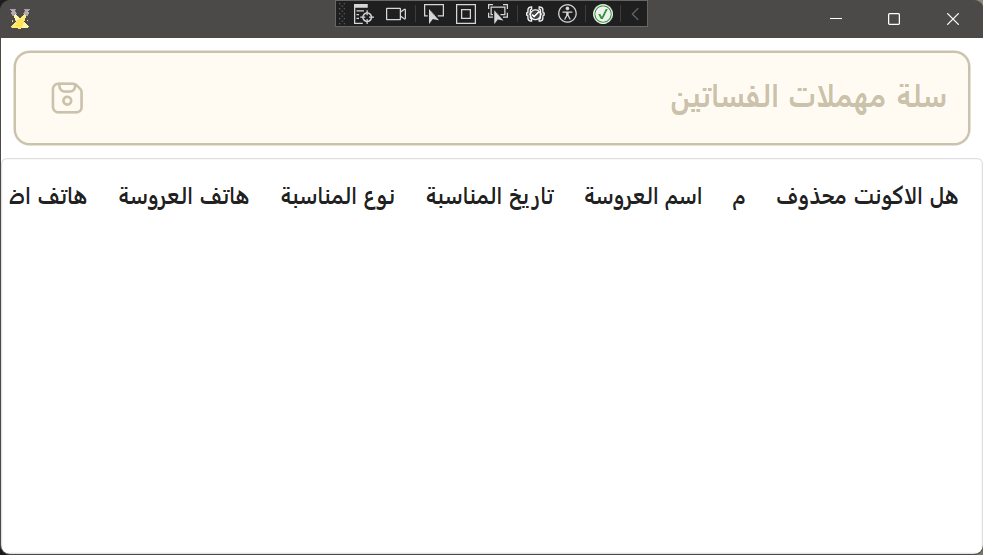 سلة مهملات الفساتين
هل الاكونت محذوف م اسم العروسة تاريخ المناسبة نوع المناسبة هاتف العروسة هاتف اض